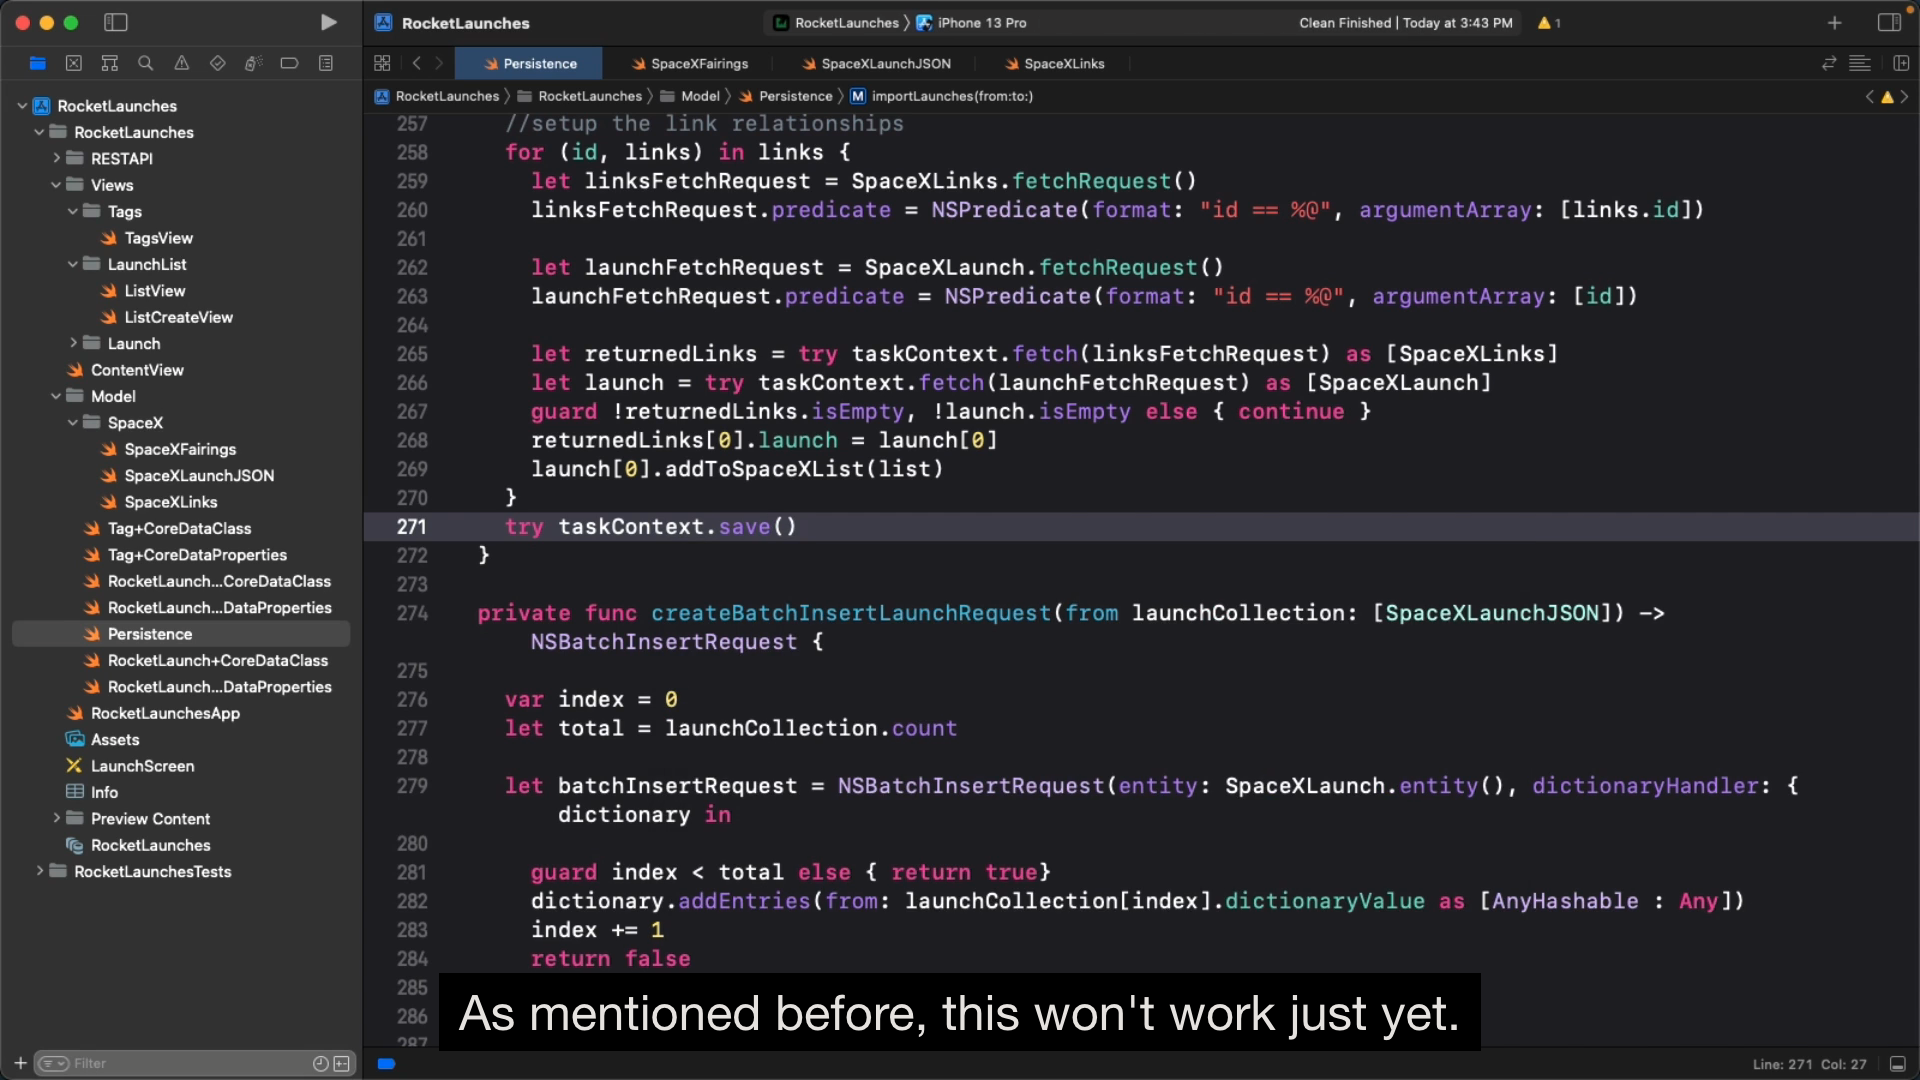 RocketLaunches
RocketLaunches
iPhone 13 Pro
Clean Finished | Today at 3:43 PM
1
Persistence
SpaceXFairings
SpaceXLaunchJSON
SpaceXLinks
RocketLaunches
RocketLaunches
Model
Persistence
M importLaunches(from:to:)
RocketLaunches
RocketLaunches
RESTAPI
Views
Tags
TagsView
LaunchList
ListView
ListCreateView
Launch
ContentView
Model
SpaceX
SpaceXFairings
SpaceXLaunchJSON
SpaceXLinks
Tag+CoreDataClass
Tag+CoreDataProperties
RocketLaunch...CoreDataClass
RocketLaunch...DataProperties
Persistence
RocketLaunch+CoreDataClass
RocketLaunch...DataProperties
RocketLaunchesApp
Assets
LaunchScreen
Info
Preview Content
RocketLaunches
RocketLaunchesTests
Filter
257 //setup the link relationships
258 for (id, links) in links {
259 let linksFetchRequest = SpaceXLinks.fetchRequest()
260 linksFetchRequest.predicate = NSPredicate(format: "id == %@", argumentArray: [links.id])
261
262 let launchFetchRequest = SpaceXLaunch.fetchRequest()
263 launchFetchRequest.predicate = NSPredicate(format: "id == %@", argumentArray: [id])
264
265 let returnedLinks = try taskContext.fetch(linksFetchRequest) as [SpaceXLinks]
266 let launch = try taskContext.fetch(launchFetchRequest) as [SpaceXLaunch]
267 guard !returnedLinks.isEmpty, !launch.isEmpty else { continue }
268 returnedLinks[0].launch = launch[0]
269 launch[0].addToSpaceXList(list)
270 }
271 try taskContext.save()
272 }
273
274 private func createBatchInsertLaunchRequest(from launchCollection: [SpaceXLaunchJSON]) ->
NSBatchInsertRequest {
275
276 var index = 0
277 let total = launchCollection.count
278
279 let batchInsertRequest = NSBatchInsertRequest(entity: SpaceXLaunch.entity(), dictionaryHandler: {
dictionary in
280
281 guard index < total else { return true}
282 dictionary.addEntries(from: launchCollection[index].dictionaryValue as [AnyHashable : Any])
283 index += 1
284 return false
285
286
287
As mentioned before, this won't work just yet.
Line: 271 Col: 27